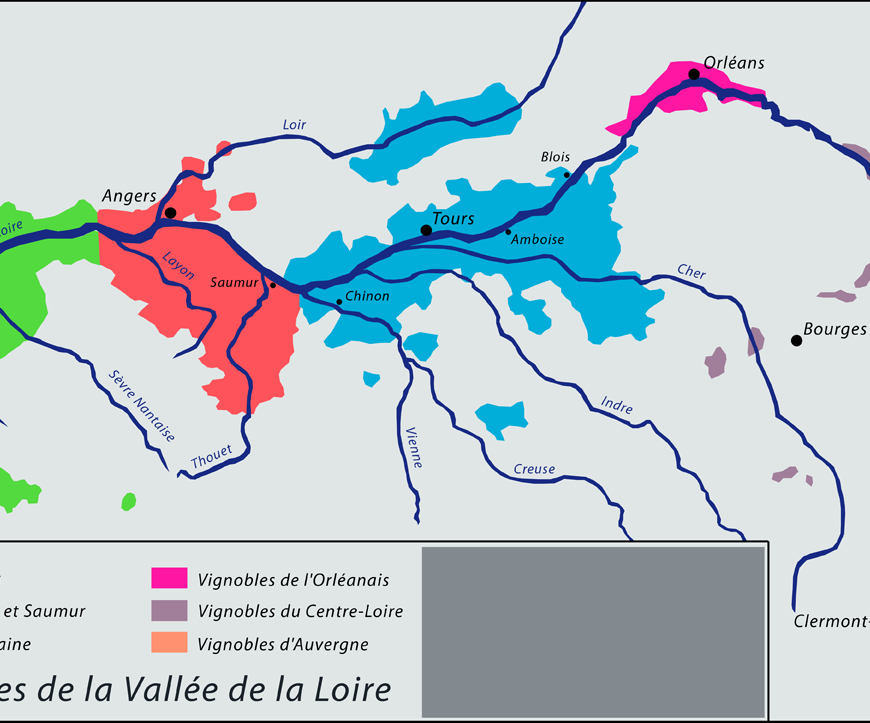 Orléans
Loir
Blois
Angers
Tours
Loire
Amboise
Layon
Saumur
Chinon
Cher
Bourges
Sèvre Nantaise
Indre
Vienne
Thouet
Creuse
Vignobles de l'Orléanais
et Saumur
Vignobles du Centre-Loire
Clermont-
aine
Vignobles d'Auvergne
es de la Vallée de la Loire